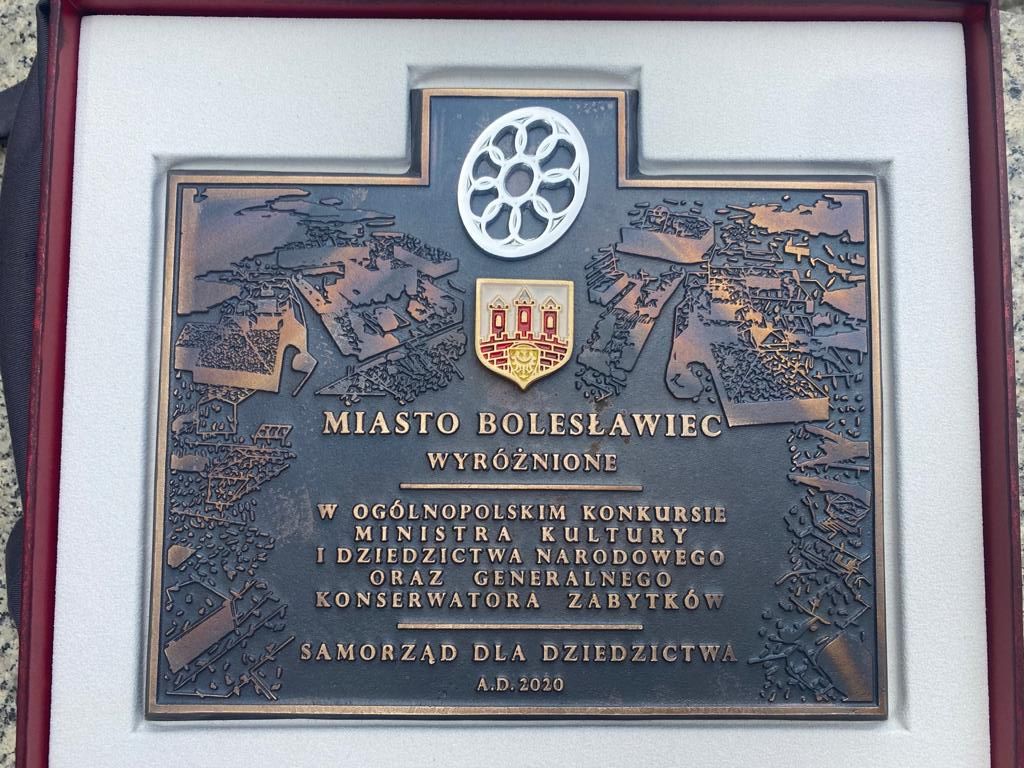 MIASTO BOLESŁAWIEC
WYRÓŻNIONE
W OGÓLNOPOLSKIM KONKURSIE
MINISTRA KULTURY
I DZIEDZICTWA NARODOWEGO
ORAZ GENERALNEGO
KONSERWATORA ZABYTKÓW
SAMORZĄD DLA DZIEDZICTWA
A.D. 2020